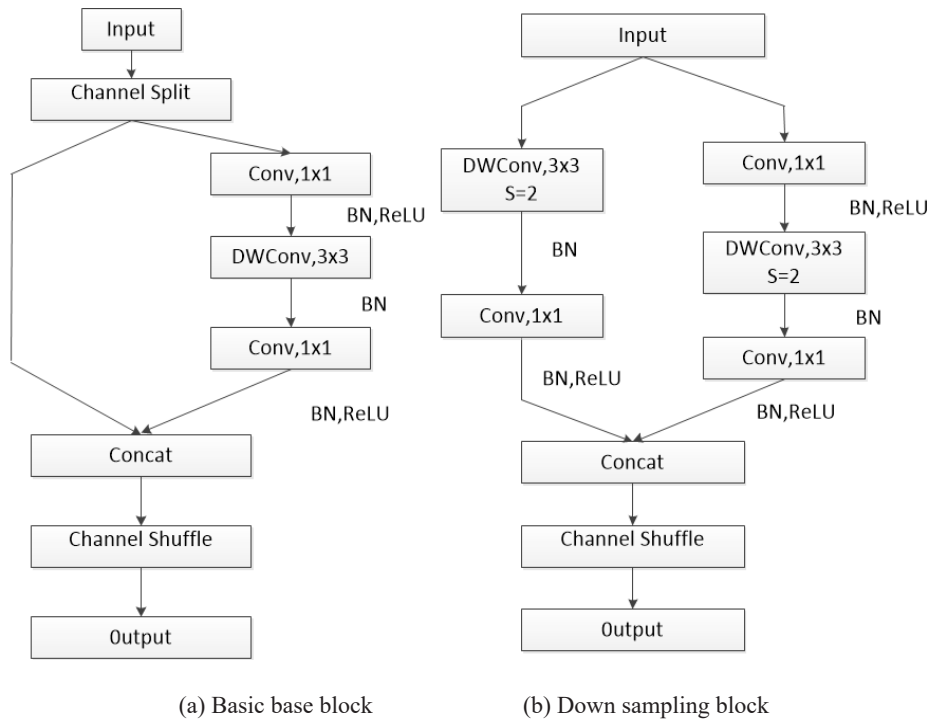 Input
Channel Split
Conv,1x1
BN,ReLU
DWConv,3x3
BN
Conv,1x1
BN,ReLU
Concat
Channel Shuffle
0utput
(a) Basic base block
Input
DWConv,3x3
S=2
BN
Conv,1x1
BN,ReLU
Conv,1x1
BN,ReLU
DWConv,3x3
S=2
BN
Conv,1x1
BN,ReLU
Concat
Channel Shuffle
0utput
(b) Down sampling block